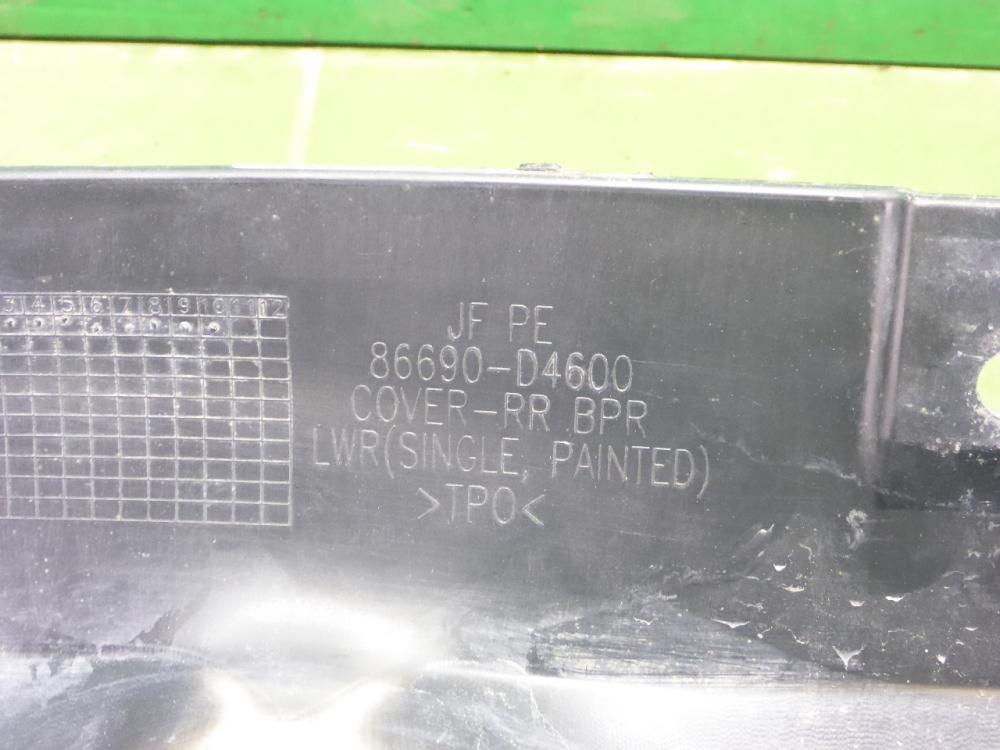 3 4 5 6 7 8 9 10 11 12
JF PE
86690-D4600
COVER-RR BPR
LWR(SINGLE, PAINTED)
>TPO<